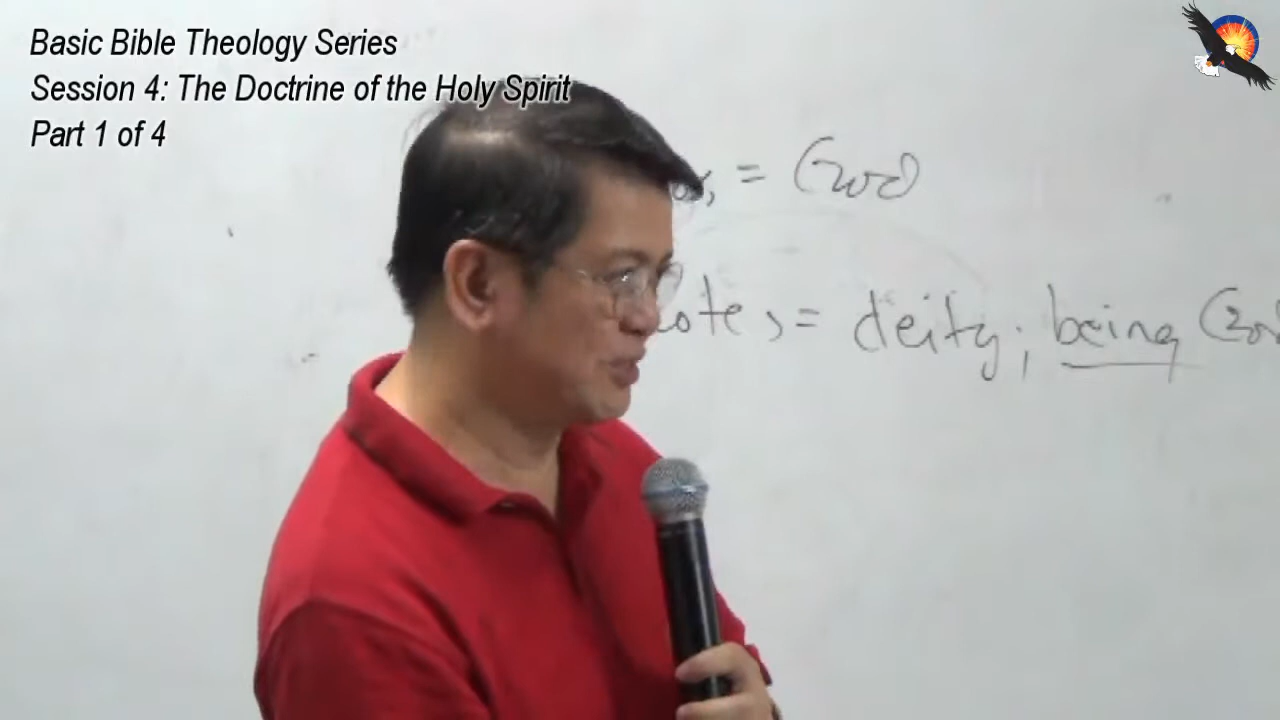 Basic Bible Theology Series
Session 4: The Doctrine of the Holy Spirit
Part 1 of 4
= God
= deity; being God